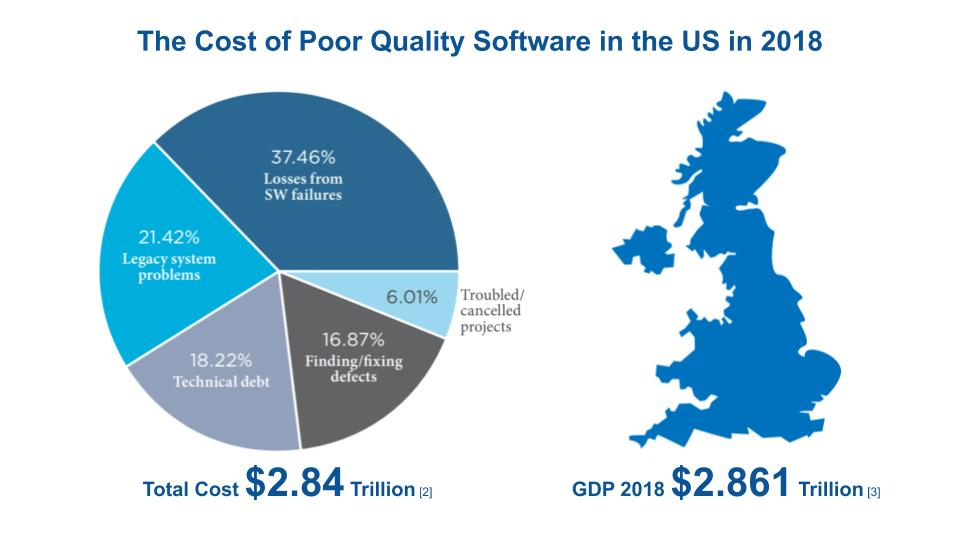 The Cost of Poor Quality Software in the US in 2018
37.46%
Losses from
SW failures
21.42%
Legacy system
problems
6.01%
Troubled/
cancelled
projects
16.87%
Finding/fixing
defects
18.22%
Technical debt
Total Cost $2.84 Trillion [2]
GDP 2018 $2.861 Trillion [3]